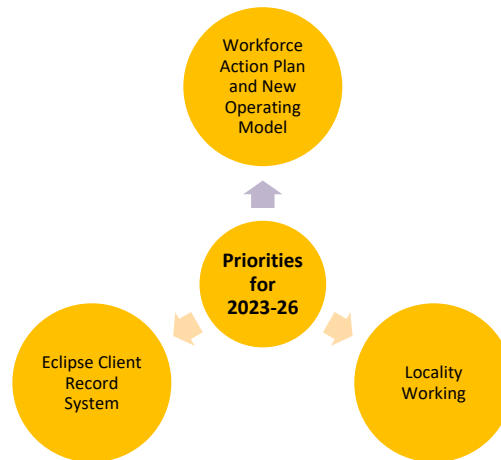 Workforce
Action Plan
and New
Operating
Model
Priorities
for
2023-26
Eclipse Client
Record
System
Locality
Working